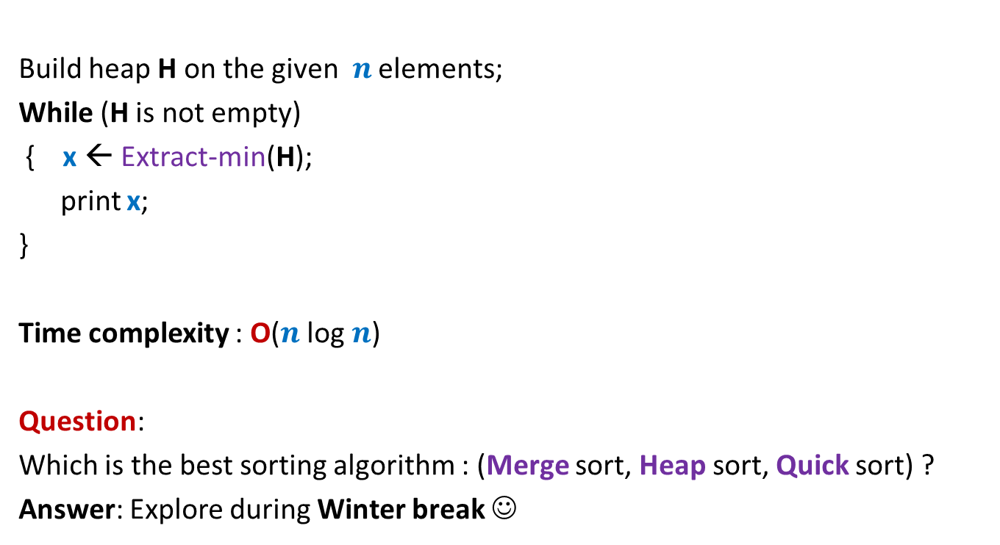 Build heap H on the given n elements;
While (H is not empty)
{ x ← Extract-min(H);
print x;
}
Time complexity : O(n log n)
Question:
Which is the best sorting algorithm : (Merge sort, Heap sort, Quick sort) ?
Answer: Explore during Winter break ☺